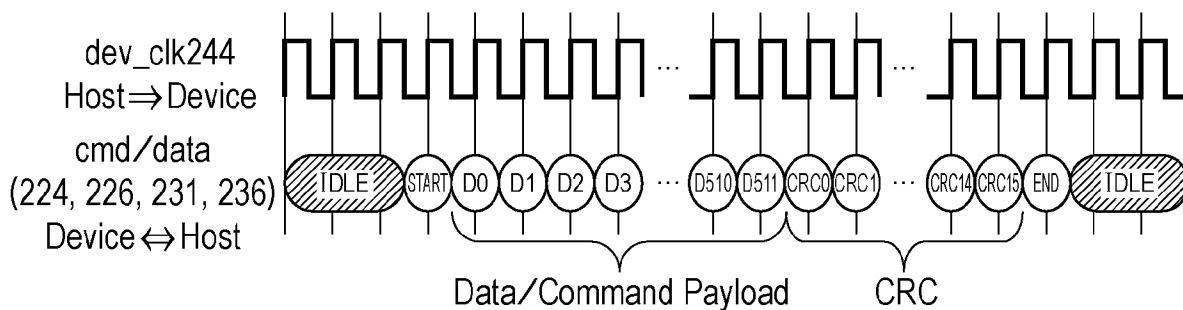 dev_clk244
Host⇒Device
... ...
cmd/data
(224, 226, 231, 236)
Device⇔Host
IDLE START D0 D1 D2 D3 ... D510 D511 CRC0 CRC1 ... CRC14 CRC15 END IDLE
Data/Command Payload CRC